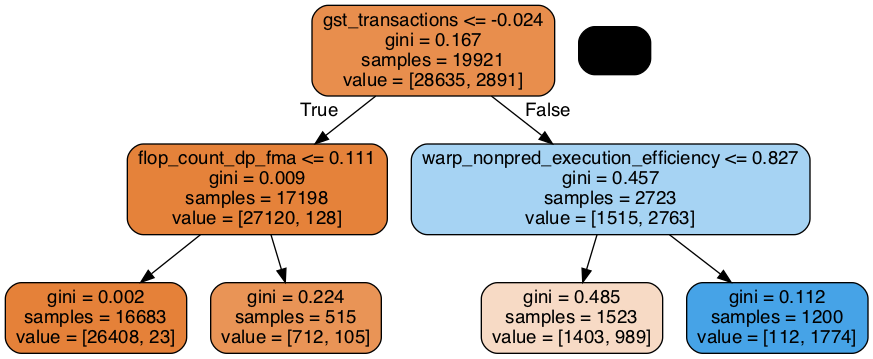 gst_transactions <= -0.024
gini = 0.167
samples = 19921
value = [28635, 2891]
True
False
flop_count_dp_fma <= 0.111
gini = 0.009
samples = 17198
value = [27120, 128]
warp_nonpred_execution_efficiency <= 0.827
gini = 0.457
samples = 2723
value = [1515, 2763]
gini = 0.002
samples = 16683
value = [26408, 23]
gini = 0.224
samples = 515
value = [712, 105]
gini = 0.485
samples = 1523
value = [1403, 989]
gini = 0.112
samples = 1200
value = [112, 1774]